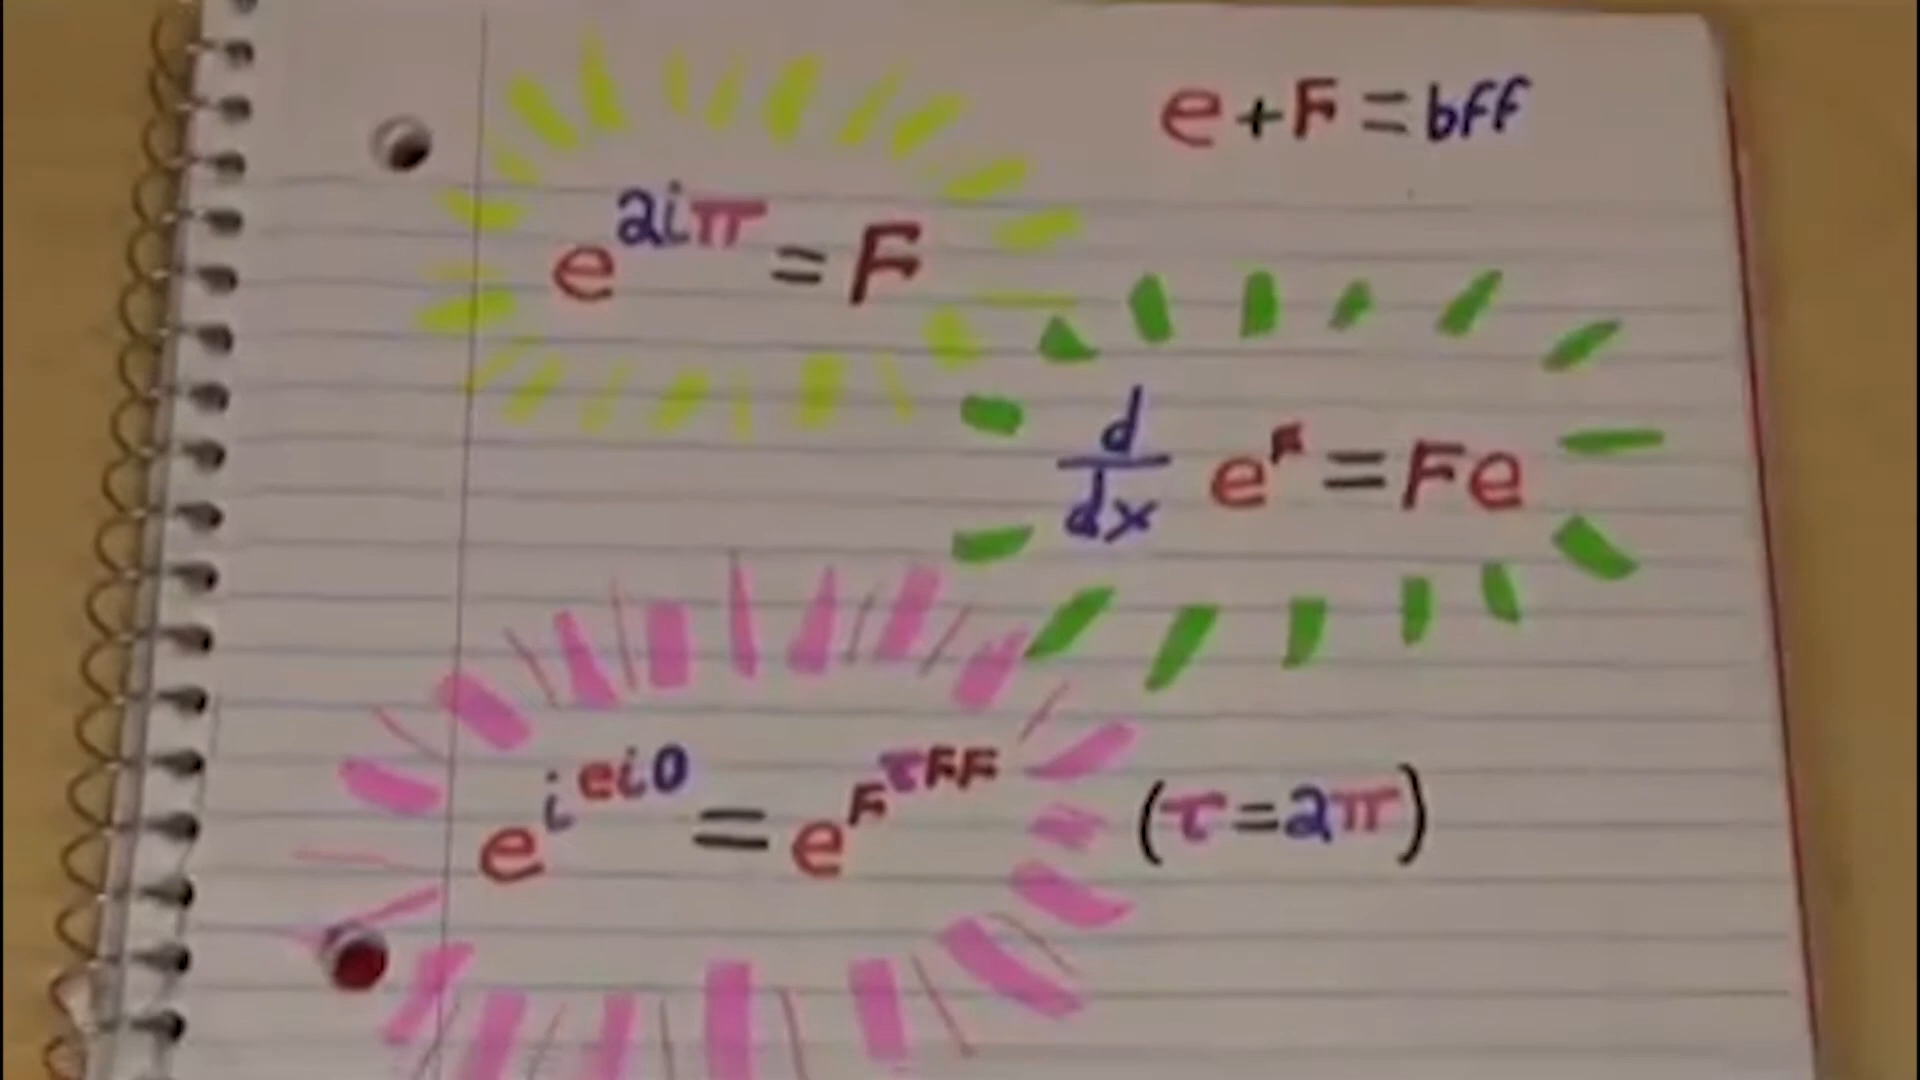 e + F = bff
e^2iπ = F
d/dx e^F = Fe
e^i^ei0 = e^F^τFF (τ=2π)